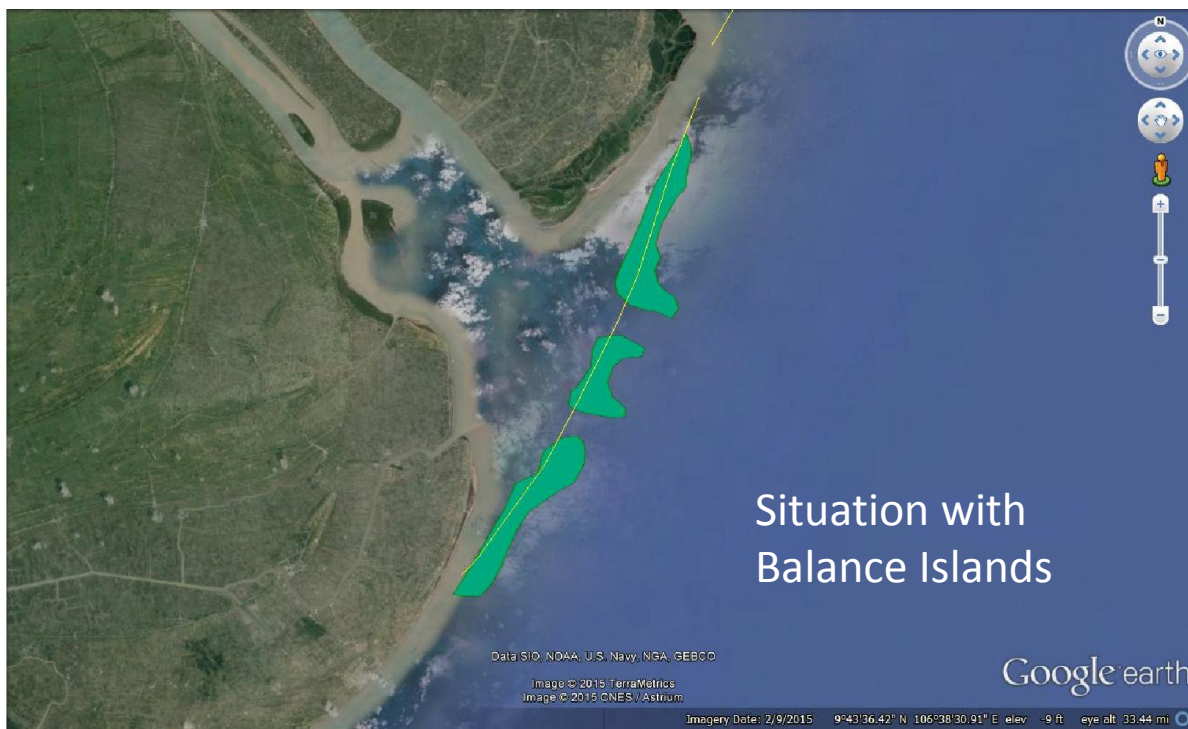 N
Situation with
Balance Islands
Data SIO, NOAA, U.S. Navy, NGA, GEBCO
Image © 2015 TerraMetrics
Image © 2015 CNES / Astrium
Google earth
Imagery Date: 2/9/2015 9°43'36.42" N 106°38'30.91" E elev -9 ft eye alt 33.44 mi